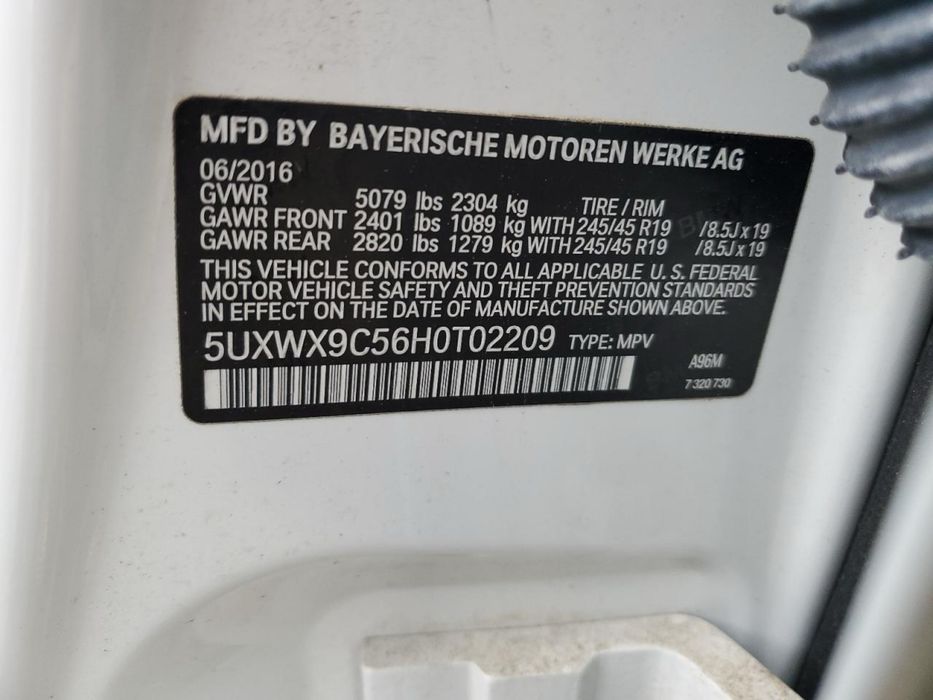 MFD BY BAYERISCHE MOTOREN WERKE AG
06/2016
GVWR 5079 lbs 2304 kg TIRE / RIM
GAWR FRONT 2401 lbs 1089 kg WITH 245/45 R19 /8.5J x 19
GAWR REAR 2820 lbs 1279 kg WITH 245/45 R19 /8.5J x 19
THIS VEHICLE CONFORMS TO ALL APPLICABLE U. S. FEDERAL
MOTOR VEHICLE SAFETY AND THEFT PREVENTION STANDARDS
IN EFFECT ON THE DATE OF MANUFACTURE SHOWN ABOVE.
5UXWX9C56H0T02209 TYPE: MPV
A96M
7 320 730